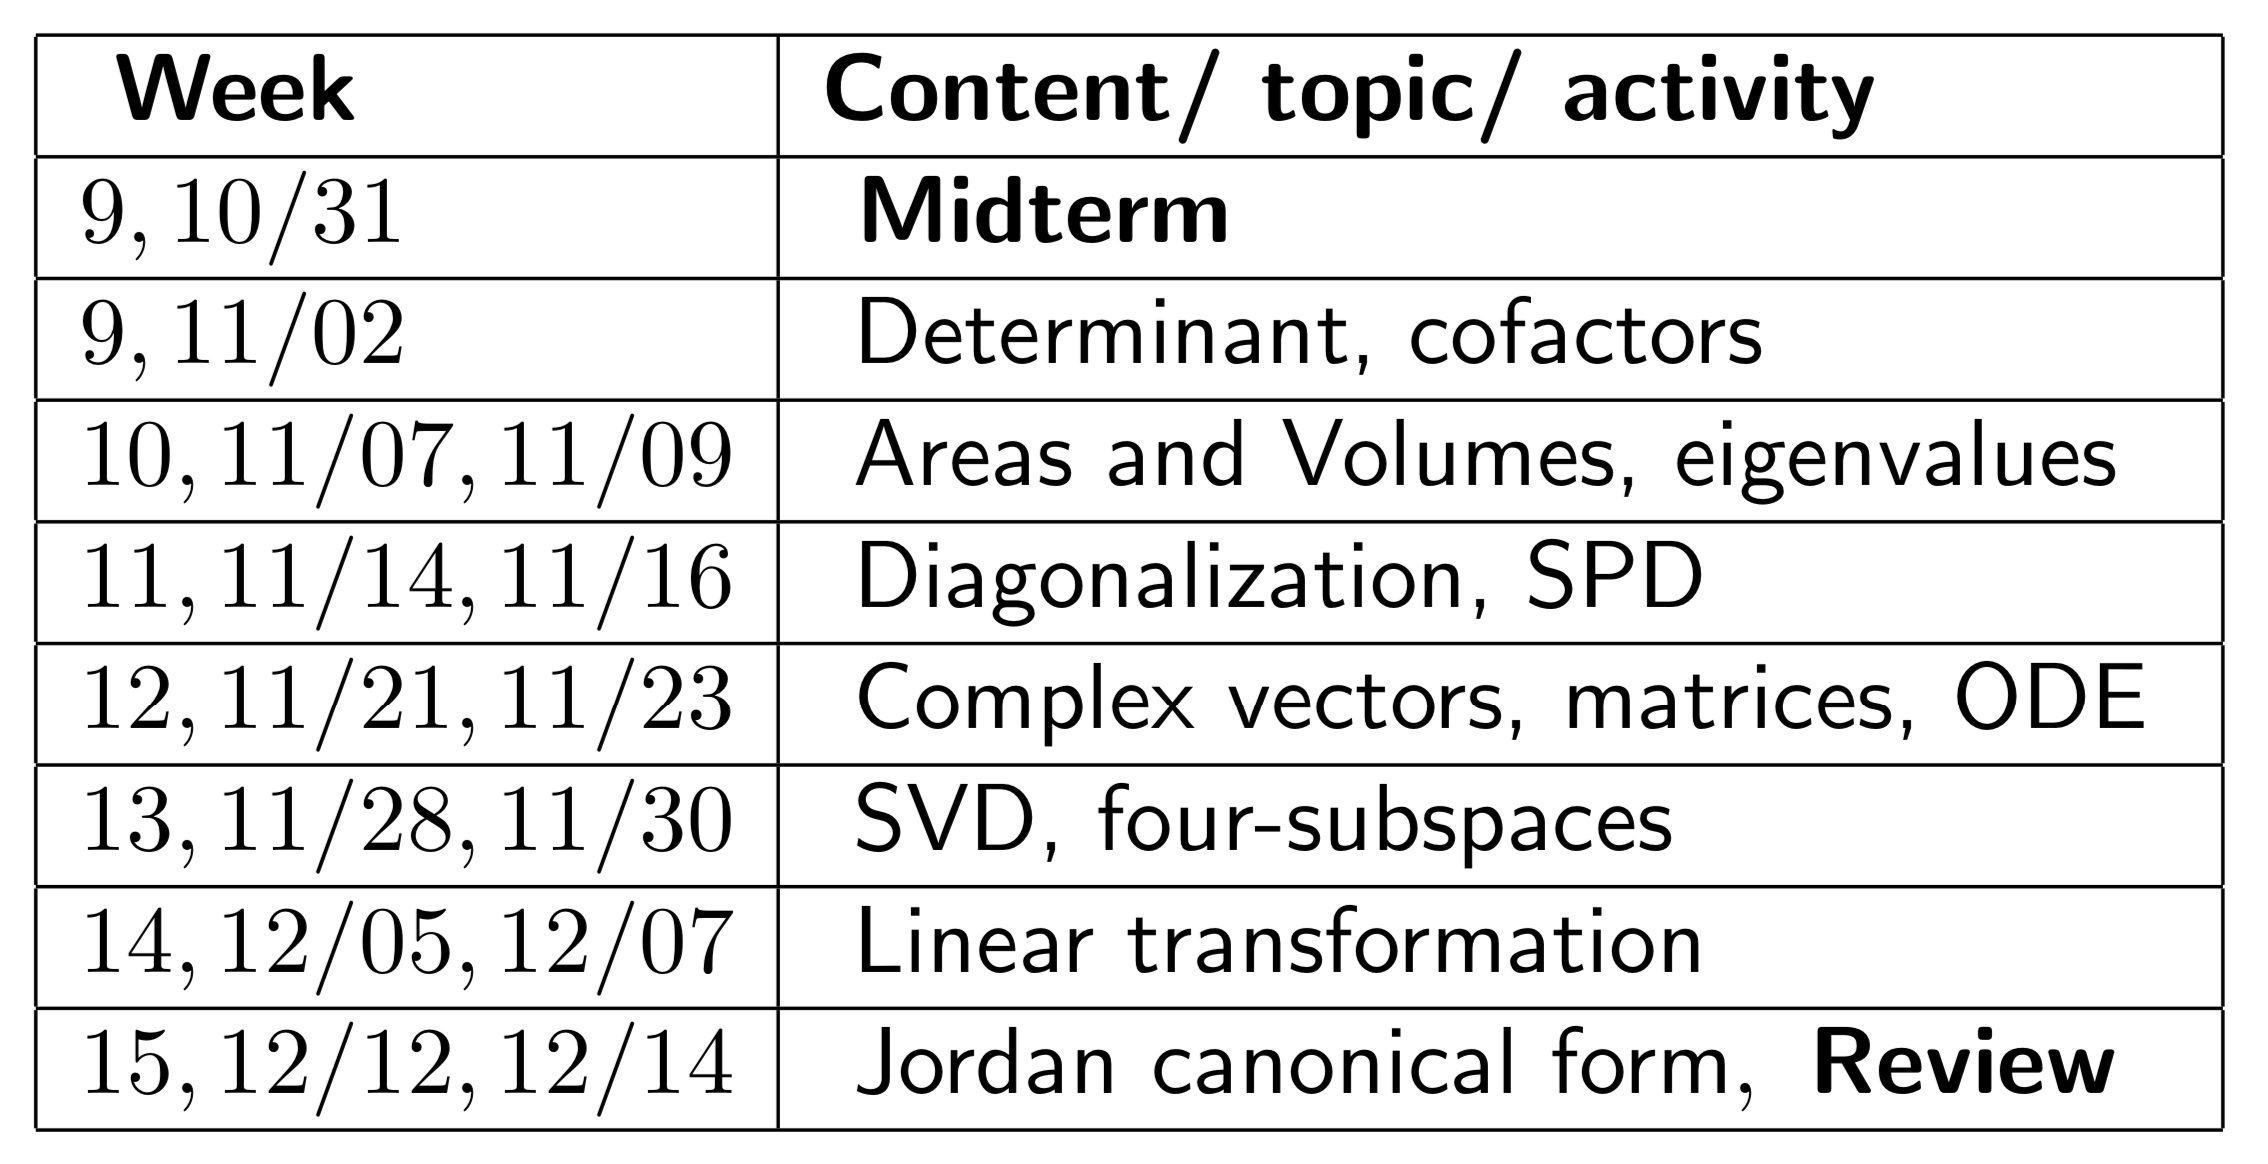 Week Content/ topic/ activity
9, 10/31 Midterm
9, 11/02 Determinant, cofactors
10, 11/07, 11/09 Areas and Volumes, eigenvalues
11, 11/14, 11/16 Diagonalization, SPD
12, 11/21, 11/23 Complex vectors, matrices, ODE
13, 11/28, 11/30 SVD, four-subspaces
14, 12/05, 12/07 Linear transformation
15, 12/12, 12/14 Jordan canonical form, Review